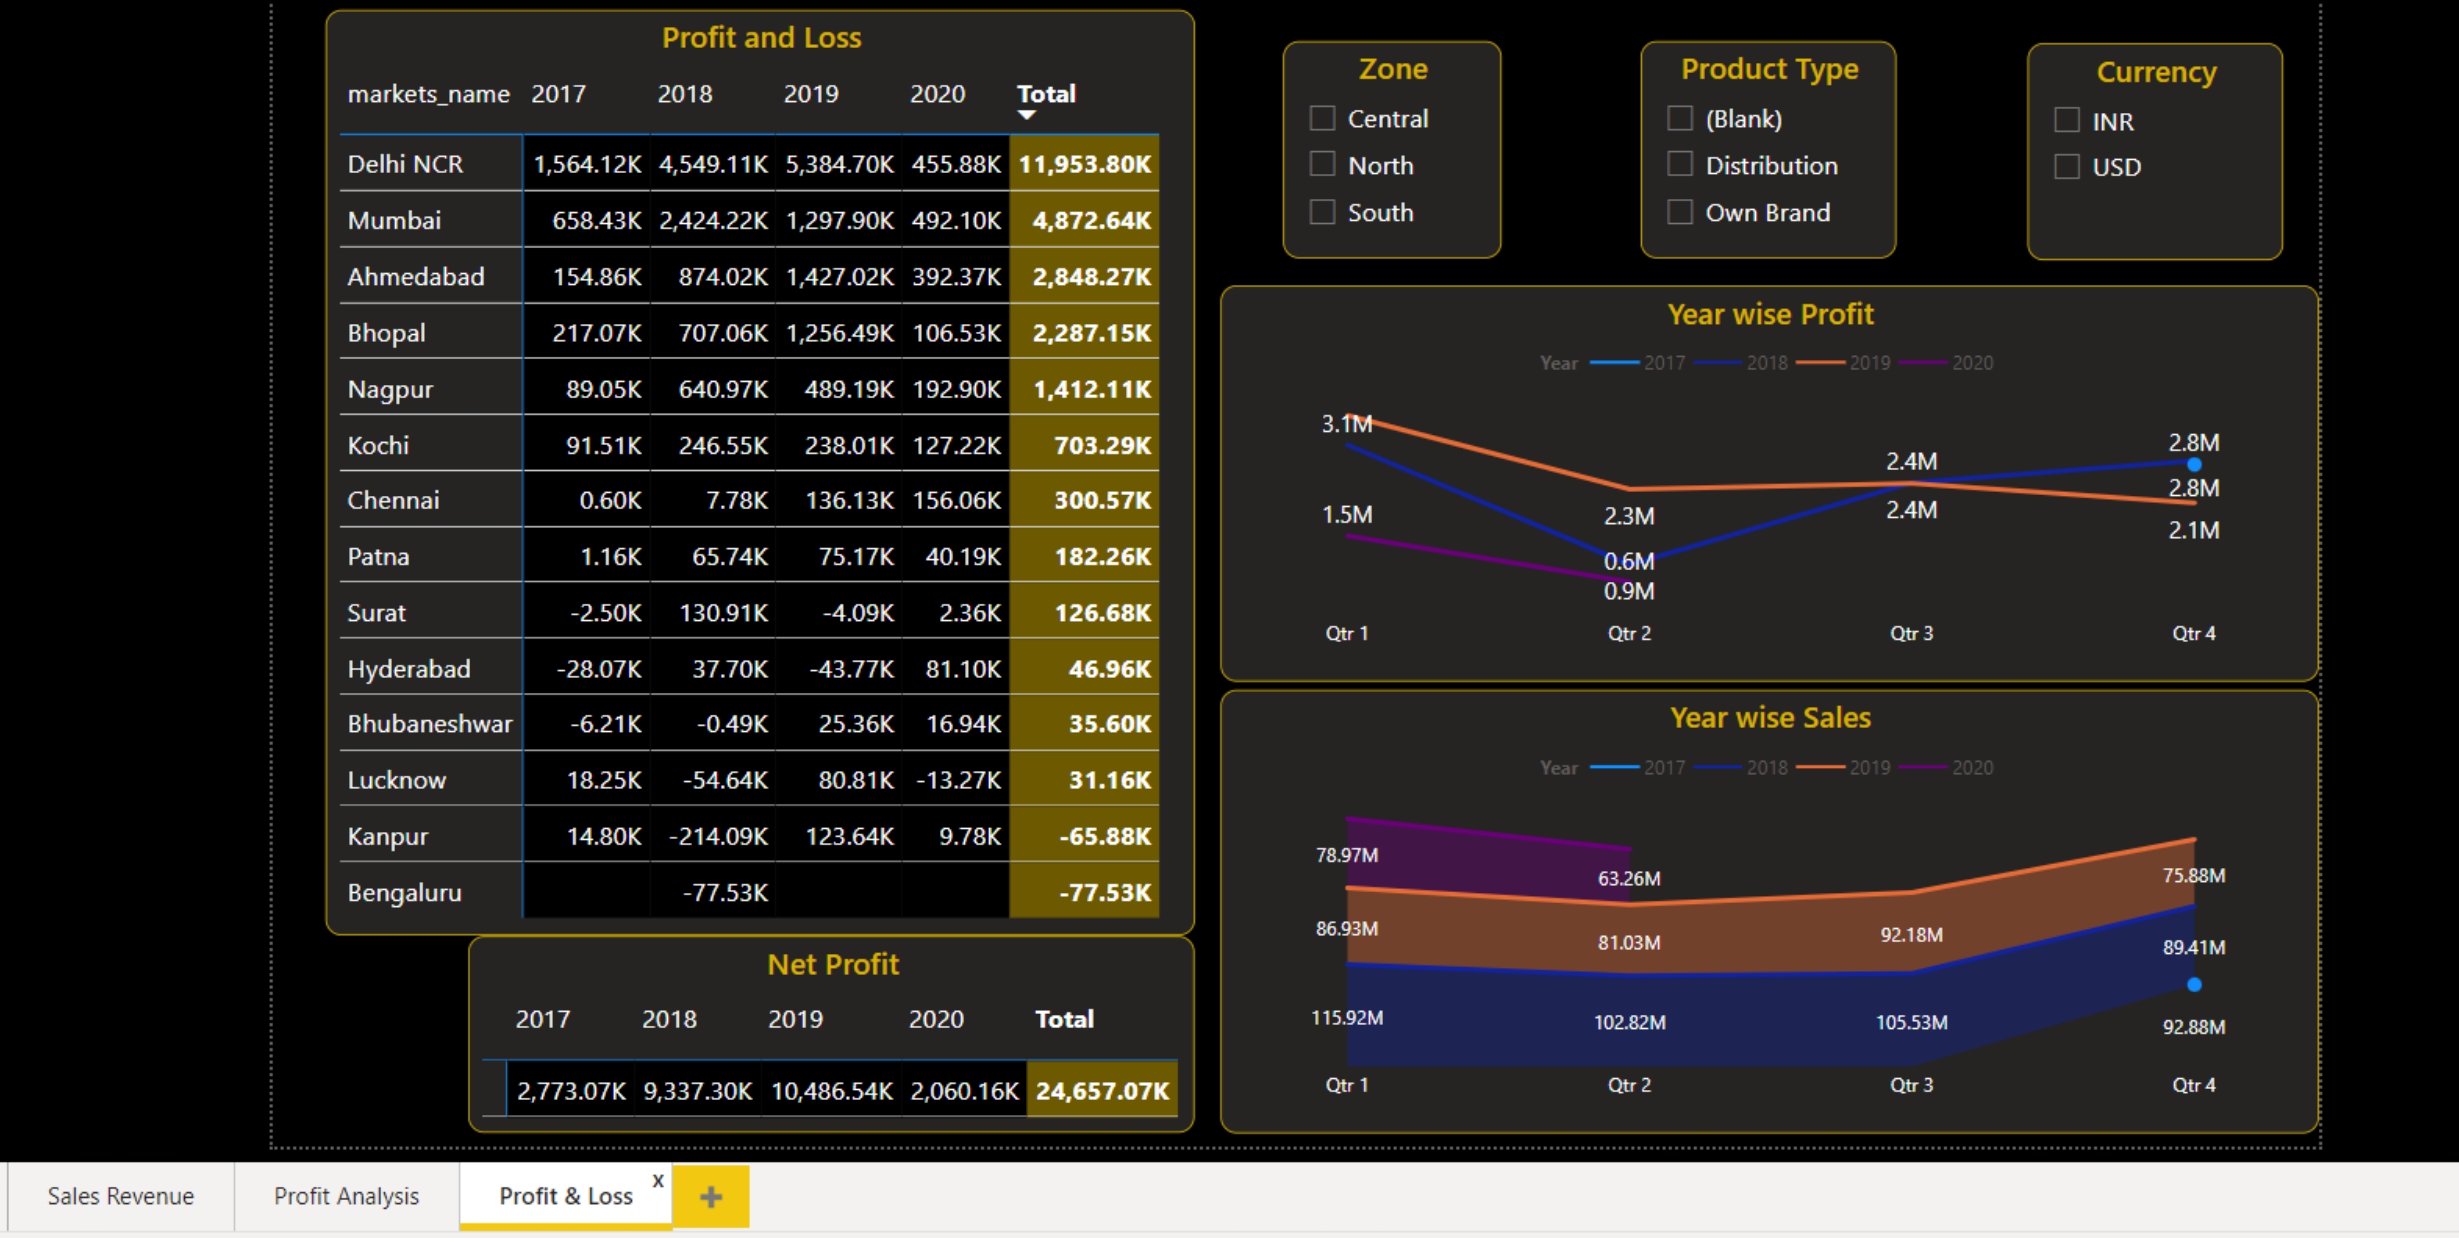 Profit and Loss
markets_name 2017 2018 2019 2020 Total
Delhi NCR 1,564.12K 4,549.11K 5,384.70K 455.88K 11,953.80K
Mumbai 658.43K 2,424.22K 1,297.90K 492.10K 4,872.64K
Ahmedabad 154.86K 874.02K 1,427.02K 392.37K 2,848.27K
Bhopal 217.07K 707.06K 1,256.49K 106.53K 2,287.15K
Nagpur 89.05K 640.97K 489.19K 192.90K 1,412.11K
Kochi 91.51K 246.55K 238.01K 127.22K 703.29K
Chennai 0.60K 7.78K 136.13K 156.06K 300.57K
Patna 1.16K 65.74K 75.17K 40.19K 182.26K
Surat -2.50K 130.91K -4.09K 2.36K 126.68K
Hyderabad -28.07K 37.70K -43.77K 81.10K 46.96K
Bhubaneshwar -6.21K -0.49K 25.36K 16.94K 35.60K
Lucknow 18.25K -54.64K 80.81K -13.27K 31.16K
Kanpur 14.80K -214.09K 123.64K 9.78K -65.88K
Bengaluru -77.53K -77.53K
Net Profit
2017 2018 2019 2020 Total
2,773.07K 9,337.30K 10,486.54K 2,060.16K 24,657.07K
Zone
Central
North
South
Product Type
(Blank)
Distribution
Own Brand
Currency
INR
USD
Year wise Profit
Year 2017 2018 2019 2020
3.1M
2.8M
2.4M
2.8M
1.5M
2.3M
2.4M
2.1M
0.6M
0.9M
Qtr 1 Qtr 2 Qtr 3 Qtr 4
Year wise Sales
Year 2017 2018 2019 2020
78.97M 63.26M 75.88M
86.93M 81.03M 92.18M 89.41M
115.92M 102.82M 105.53M 92.88M
Qtr 1 Qtr 2 Qtr 3 Qtr 4
Sales Revenue Profit Analysis Profit & Loss x +